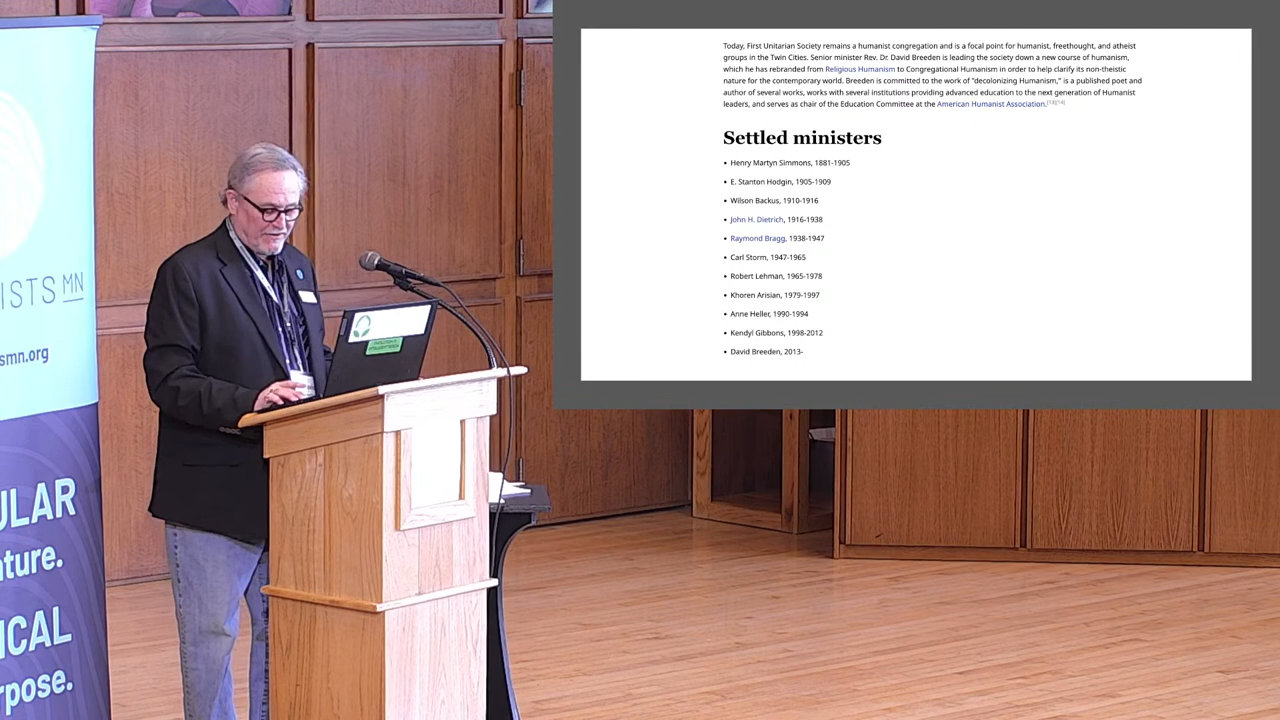 ISTS MN
smn.org
ULAR
ature.
ICAL
rpose.
Today, First Unitarian Society remains a humanist congregation and is a focal point for humanist, freethought, and atheist
groups in the Twin Cities. Senior minister Rev. Dr. David Breeden is leading the society down a new course of humanism,
which he has rebranded from Religious Humanism to Congregational Humanism in order to help clarify its non-theistic
nature for the contemporary world. Breeden is committed to the work of "decolonizing Humanism," is a published poet and
author of several works, works with several institutions providing advanced education to the next generation of Humanist
leaders, and serves as chair of the Education Committee at the American Humanist Association.[13][14]
Settled ministers
• Henry Martyn Simmons, 1881-1905
• E. Stanton Hodgin, 1905-1909
• Wilson Backus, 1910-1916
• John H. Dietrich, 1916-1938
• Raymond Bragg, 1938-1947
• Carl Storm, 1947-1965
• Robert Lehman, 1965-1978
• Khoren Arisian, 1979-1997
• Anne Heller, 1990-1994
• Kendyl Gibbons, 1998-2012
• David Breeden, 2013-